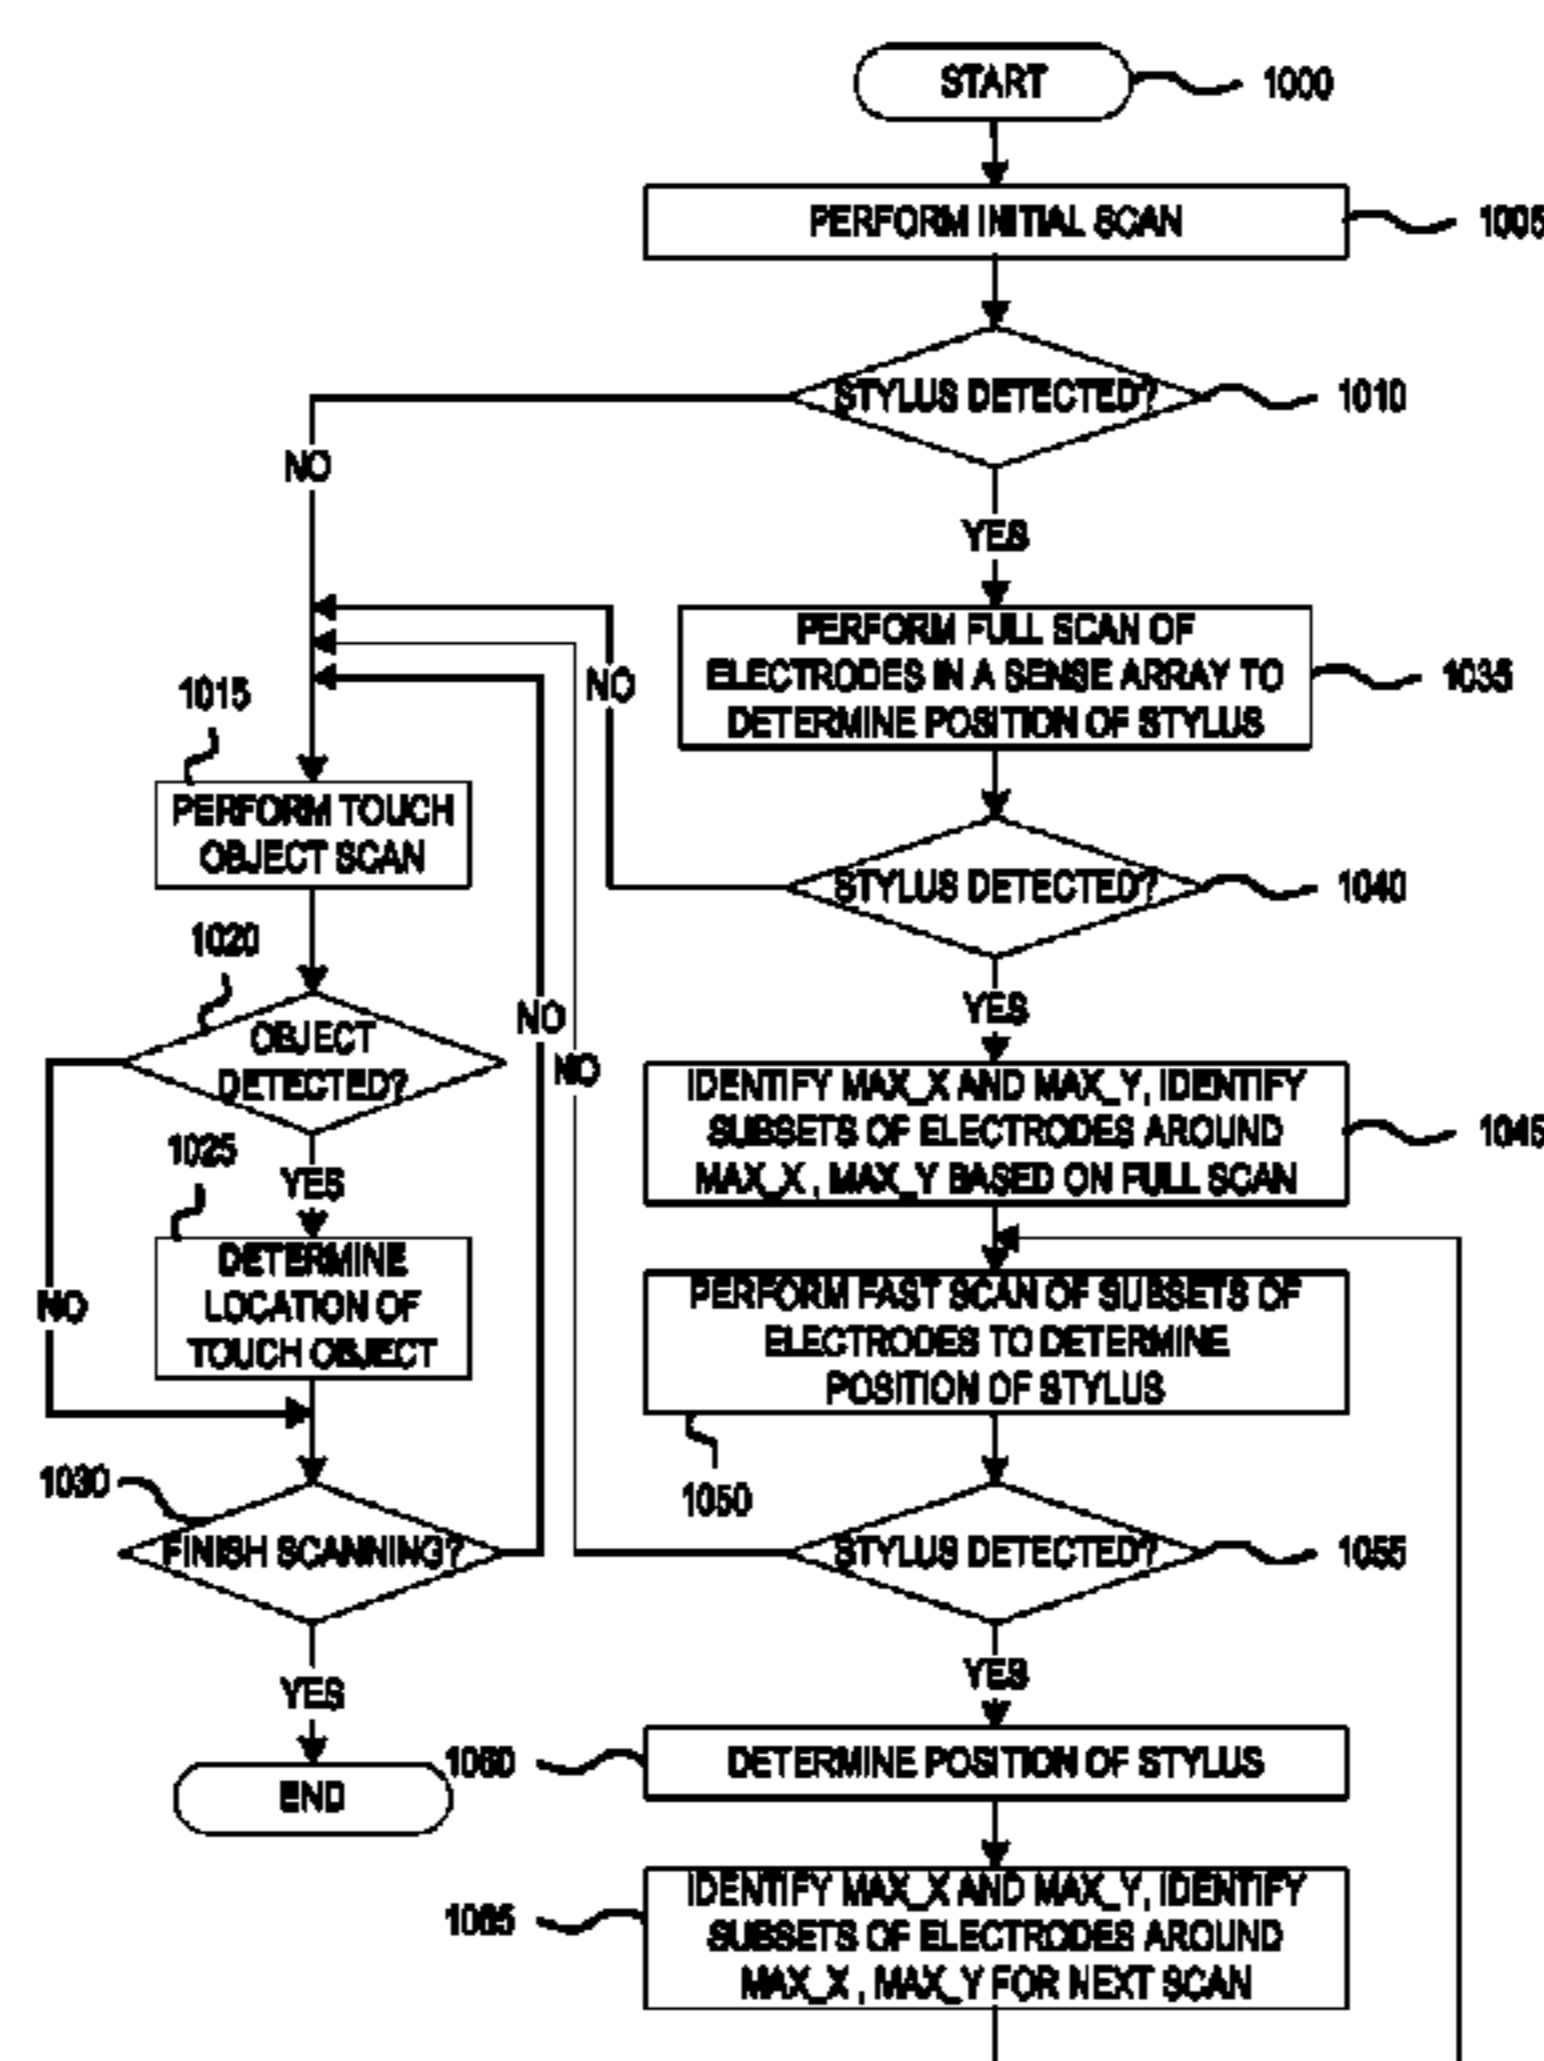 START
1000
PERFORM INITIAL SCAN
1005
STYLUS DETECTED?
1010
NO
YES
PERFORM FULL SCAN OF
ELECTRODES IN A SENSE ARRAY TO
DETERMINE POSITION OF STYLUS
1035
NO
1015
PERFORM TOUCH
OBJECT SCAN
STYLUS DETECTED?
1040
1020
YES
NO
OBJECT
DETECTED?
NO
IDENTIFY MAX_X AND MAX_Y, IDENTIFY
SUBSETS OF ELECTRODES AROUND
MAX_X , MAX_Y BASED ON FULL SCAN
1045
1025
YES
DETERMINE
LOCATION OF
TOUCH OBJECT
NO
PERFORM FAST SCAN OF SUBSETS OF
ELECTRODES TO DETERMINE
POSITION OF STYLUS
1050
1030
FINISH SCANNING?
STYLUS DETECTED?
1055
YES
YES
END
1060
DETERMINE POSITION OF STYLUS
1065
IDENTIFY MAX_X AND MAX_Y, IDENTIFY
SUBSETS OF ELECTRODES AROUND
MAX_X , MAX_Y FOR NEXT SCAN